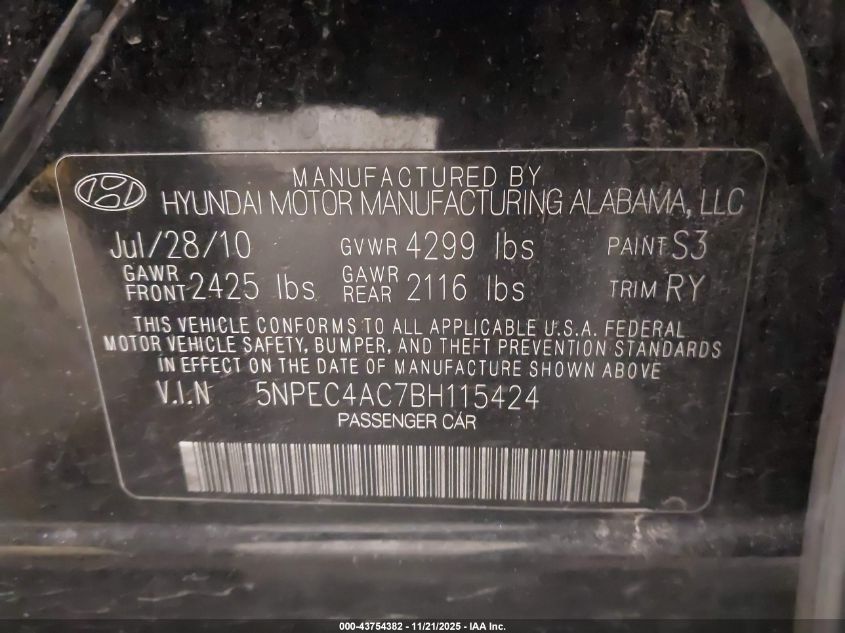 MANUFACTURED BY
HYUNDAI MOTOR MANUFACTURING ALABAMA, LLC
Jul/28/10 GVWR 4299 lbs PAINT S3
GAWR FRONT 2425 lbs GAWR REAR 2116 lbs TRIM RY
THIS VEHICLE CONFORMS TO ALL APPLICABLE U.S.A. FEDERAL
MOTOR VEHICLE SAFETY, BUMPER, AND THEFT PREVENTION STANDARDS
IN EFFECT ON THE DATE OF MANUFACTURE SHOWN ABOVE
V.I.N 5NPEC4AC7BH115424
PASSENGER CAR
000-43754382 - 11/21/2025 - IAA Inc.